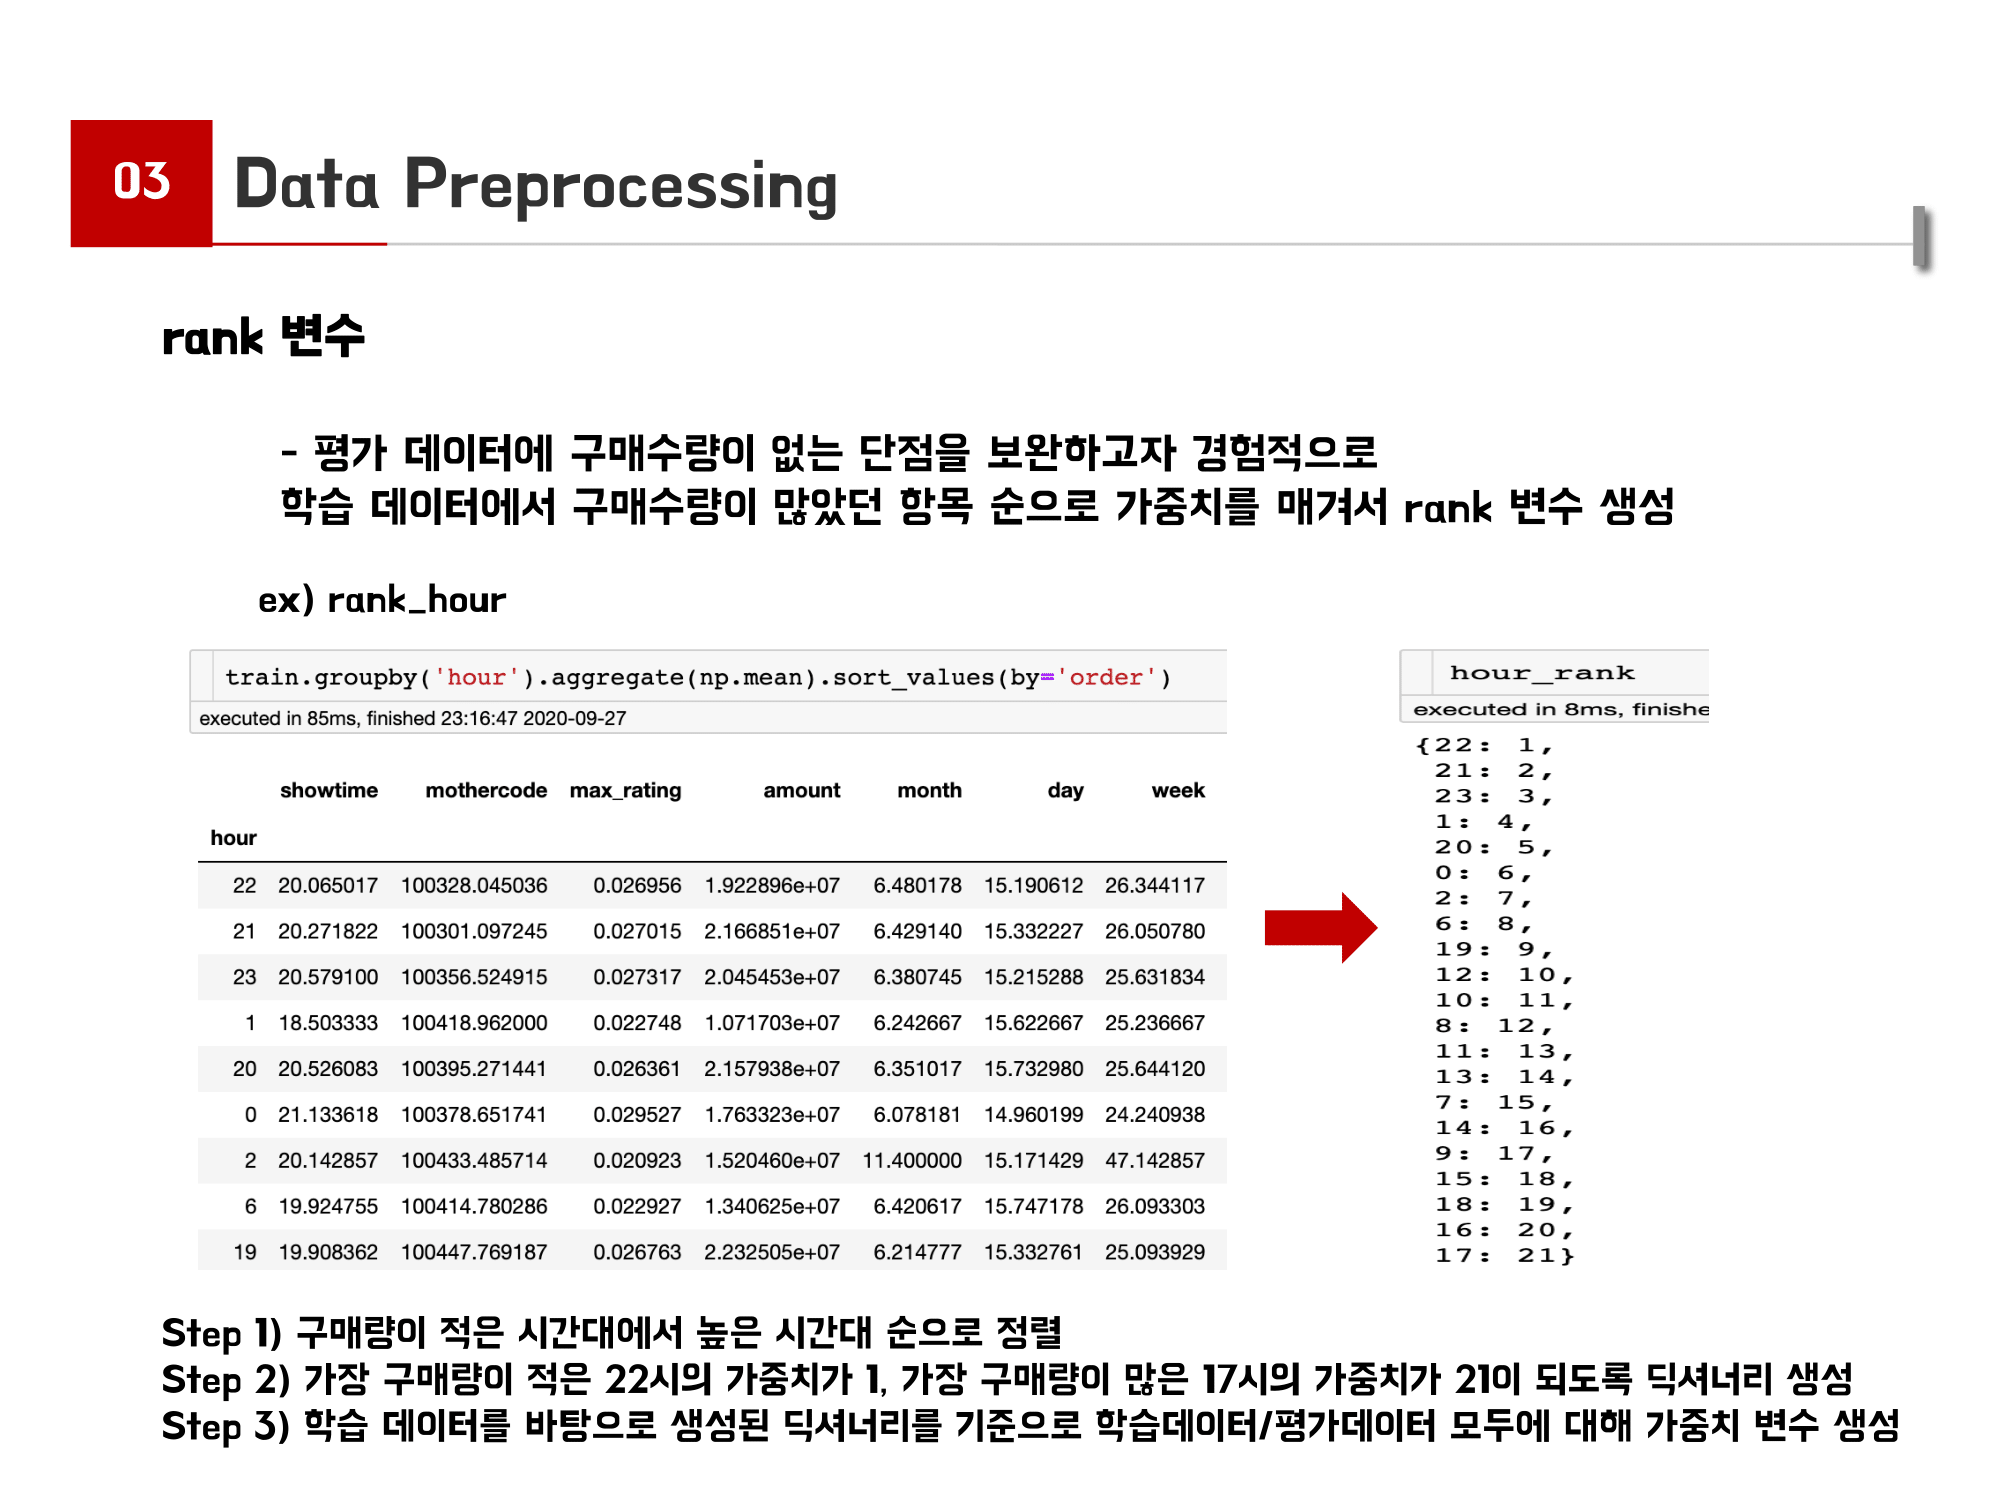 03
Data Preprocessing
rank 변수
- 평가 데이터에 구매수량이 없는 단점을 보완하고자 경험적으로
학습 데이터에서 구매수량이 많았던 항목 순으로 가중치를 매겨서 rank 변수 생성
ex) rank_hour
train.groupby('hour').aggregate(np.mean).sort_values(by='order')
executed in 85ms, finished 23:16:47 2020-09-27
showtime mothercode max_rating amount month day week
hour
22 20.065017 100328.045036 0.026956 1.922896e+07 6.480178 15.190612 26.344117
21 20.271822 100301.097245 0.027015 2.166851e+07 6.429140 15.332227 26.050780
23 20.579100 100356.524915 0.027317 2.045453e+07 6.380745 15.215288 25.631834
1 18.503333 100418.962000 0.022748 1.071703e+07 6.242667 15.622667 25.236667
20 20.526083 100395.271441 0.026361 2.157938e+07 6.351017 15.732980 25.644120
0 21.133618 100378.651741 0.029527 1.763323e+07 6.078181 14.960199 24.240938
2 20.142857 100433.485714 0.020923 1.520460e+07 11.400000 15.171429 47.142857
6 19.924755 100414.780286 0.022927 1.340625e+07 6.420617 15.747178 26.093303
19 19.908362 100447.769187 0.026763 2.232505e+07 6.214777 15.332761 25.093929
hour_rank
executed in 8ms, finishe
{22: 1,
21: 2,
23: 3,
1: 4,
20: 5,
0: 6,
2: 7,
6: 8,
19: 9,
12: 10,
10: 11,
8: 12,
11: 13,
13: 14,
7: 15,
14: 16,
9: 17,
15: 18,
18: 19,
16: 20,
17: 21}
Step 1) 구매량이 적은 시간대에서 높은 시간대 순으로 정렬
Step 2) 가장 구매량이 적은 22시의 가중치가 1, 가장 구매량이 많은 17시의 가중치가 21이 되도록 딕셔너리 생성
Step 3) 학습 데이터를 바탕으로 생성된 딕셔너리를 기준으로 학습데이터/평가데이터 모두에 대해 가중치 변수 생성